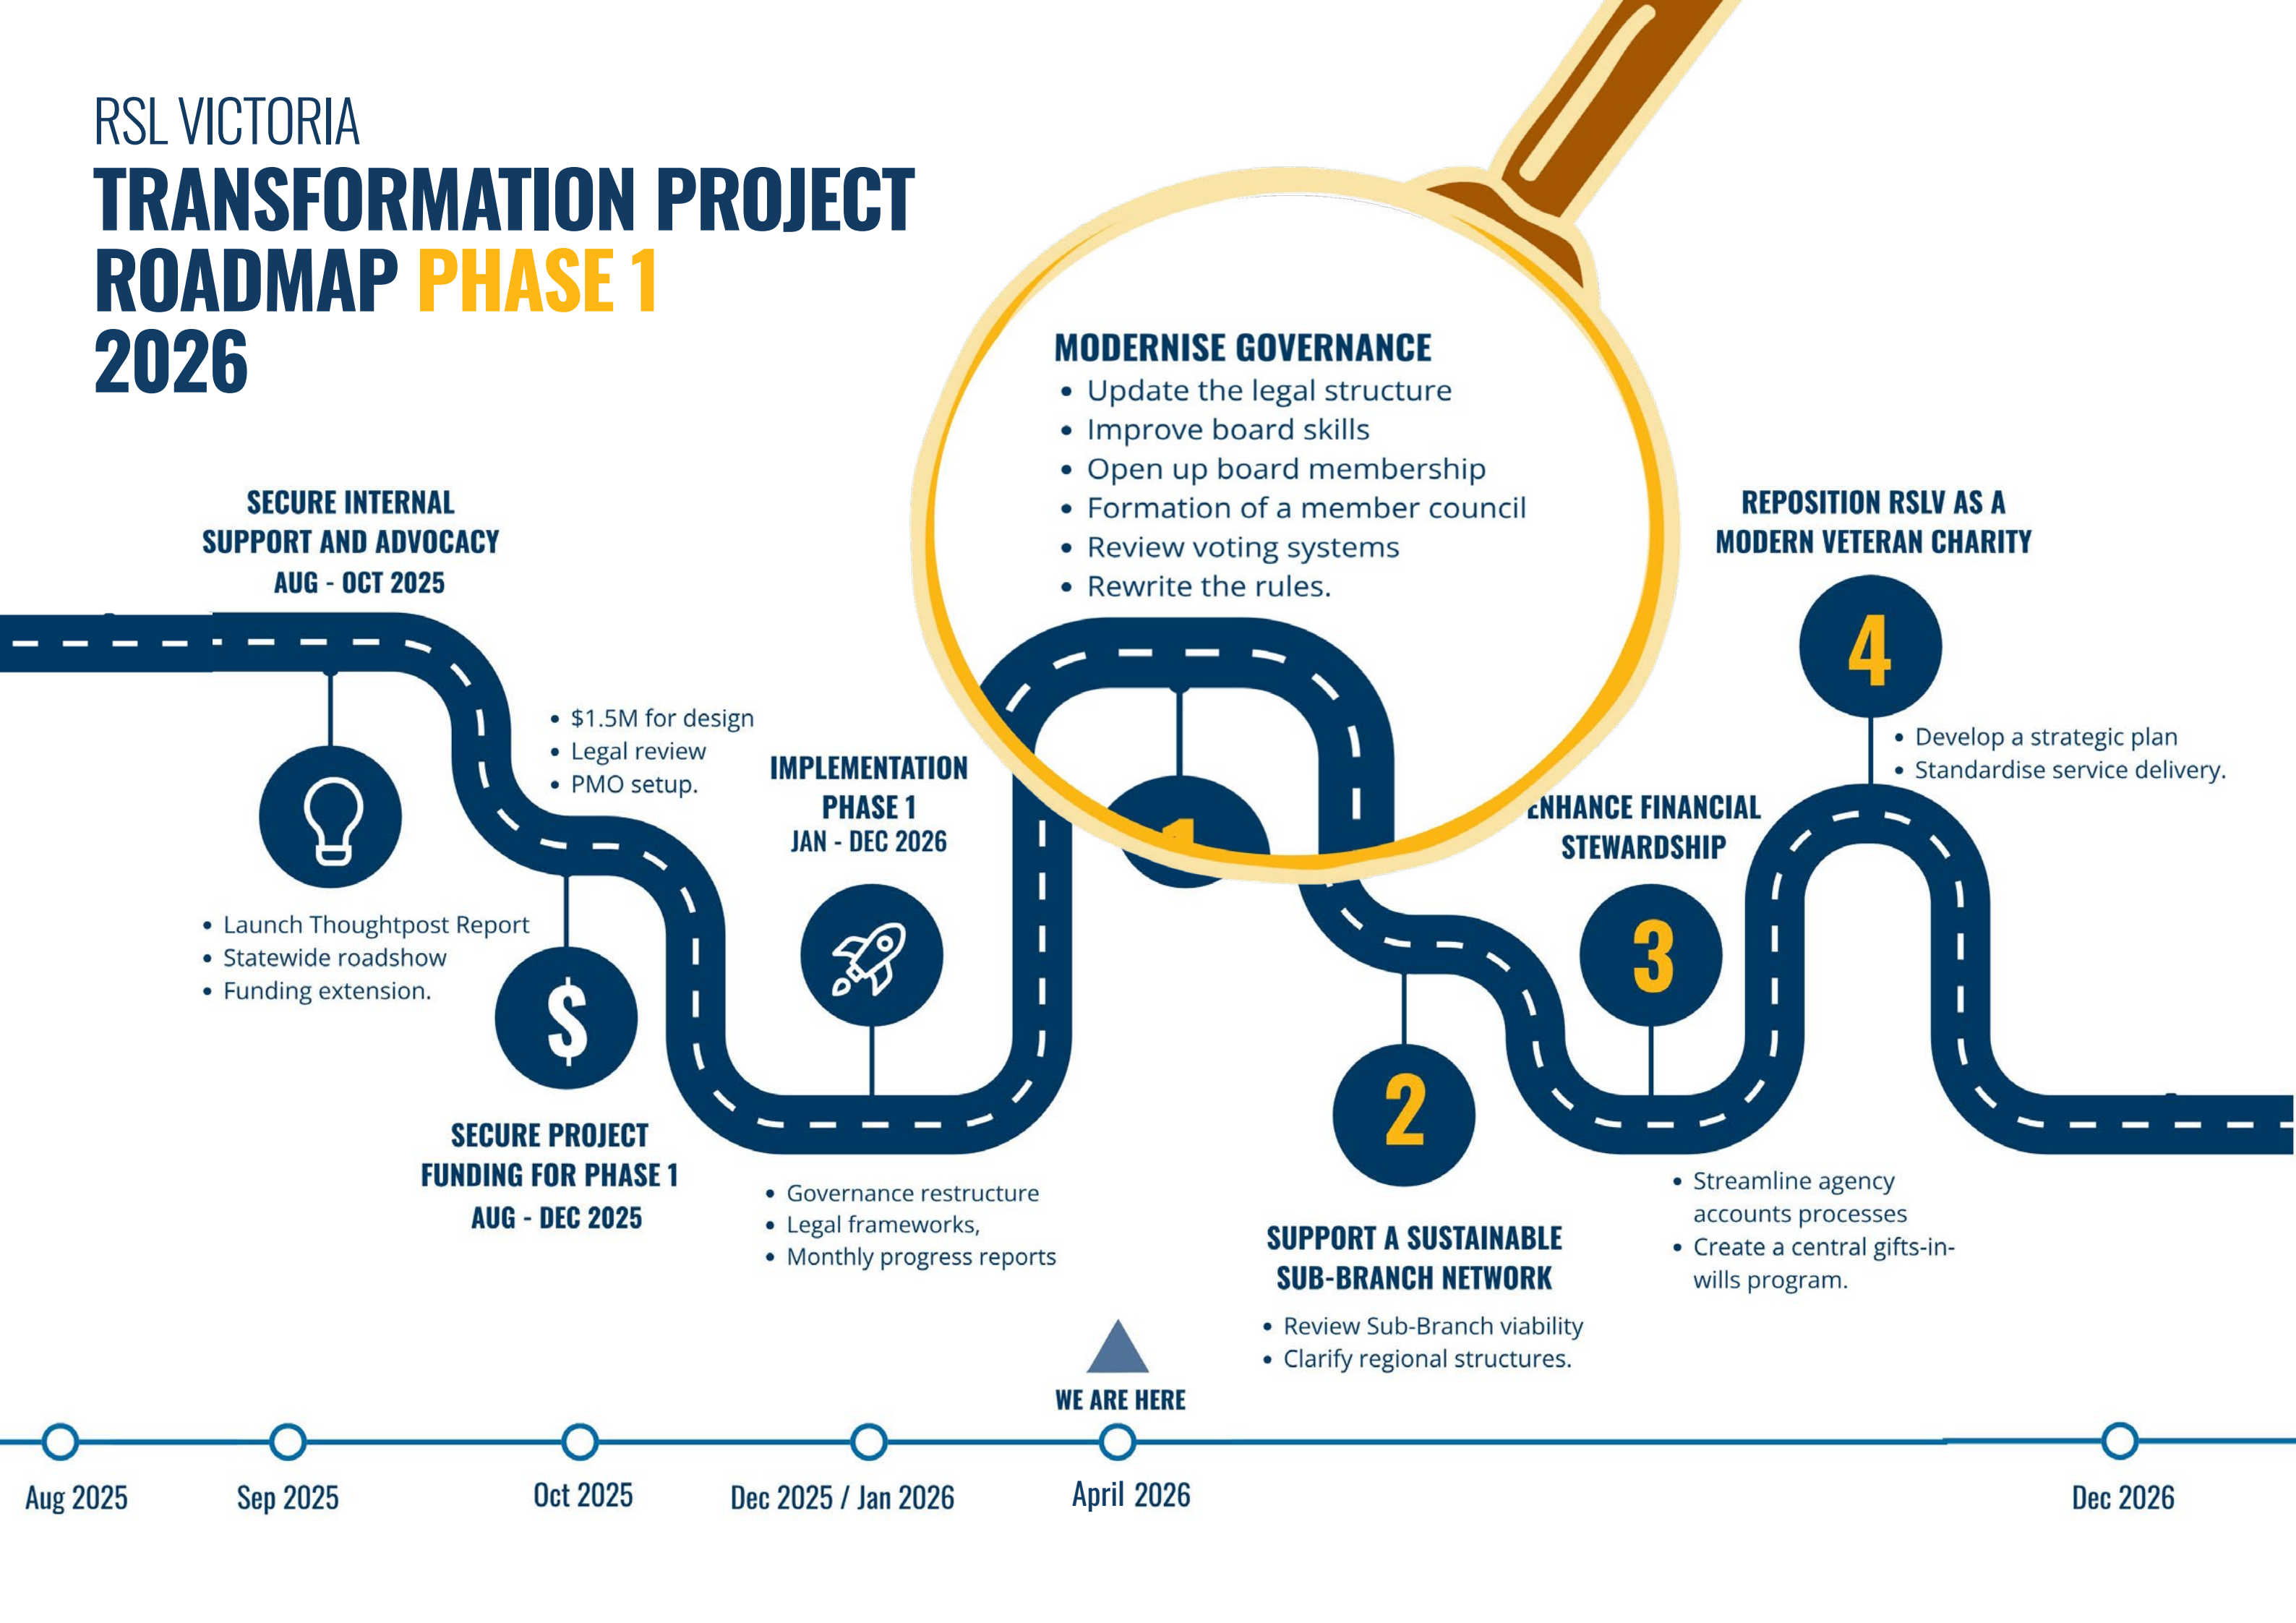 RSL VICTORIA
TRANSFORMATION PROJECT
ROADMAP PHASE 1
2026
MODERNISE GOVERNANCE
• Update the legal structure
• Improve board skills
• Open up board membership
• Formation of a member council
• Review voting systems
• Rewrite the rules.
SECURE INTERNAL
SUPPORT AND ADVOCACY
AUG - OCT 2025
• Launch Thoughtpost Report
• Statewide roadshow
• Funding extension.
• $1.5M for design
• Legal review
• PMO setup.
$
SECURE PROJECT
FUNDING FOR PHASE 1
AUG - DEC 2025
IMPLEMENTATION
PHASE 1
JAN - DEC 2026
• Governance restructure
• Legal frameworks,
• Monthly progress reports
1
2
SUPPORT A SUSTAINABLE
SUB-BRANCH NETWORK
• Review Sub-Branch viability
• Clarify regional structures.
ENHANCE FINANCIAL
STEWARDSHIP
3
• Streamline agency
accounts processes
• Create a central gifts-in-
wills program.
REPOSITION RSLV AS A
MODERN VETERAN CHARITY
4
• Develop a strategic plan
• Standardise service delivery.
WE ARE HERE
Aug 2025
Sep 2025
Oct 2025
Dec 2025 / Jan 2026
April 2026
Dec 2026